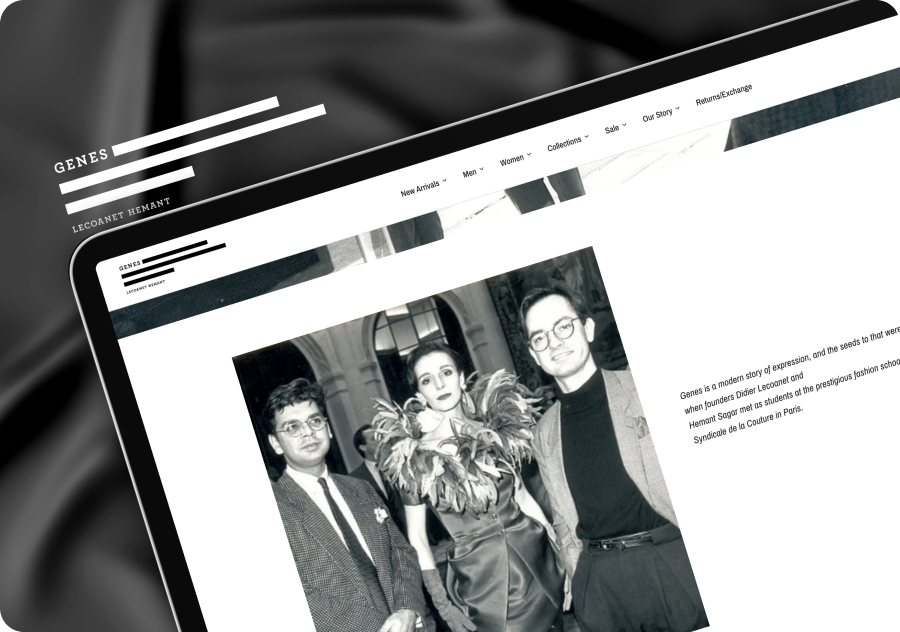 GENES
LECOANET HEMANT
GENES
LECOANET HEMANT
New Arrivals Men Women Collections Sale Our Story Returns/Exchange
Genes is a modern story of expression, and the seeds to that were
when founders Didier Lecoanet and
Hemant Sagar met as students at the prestigious fashion schoo
Syndicale de la Couture in Paris.